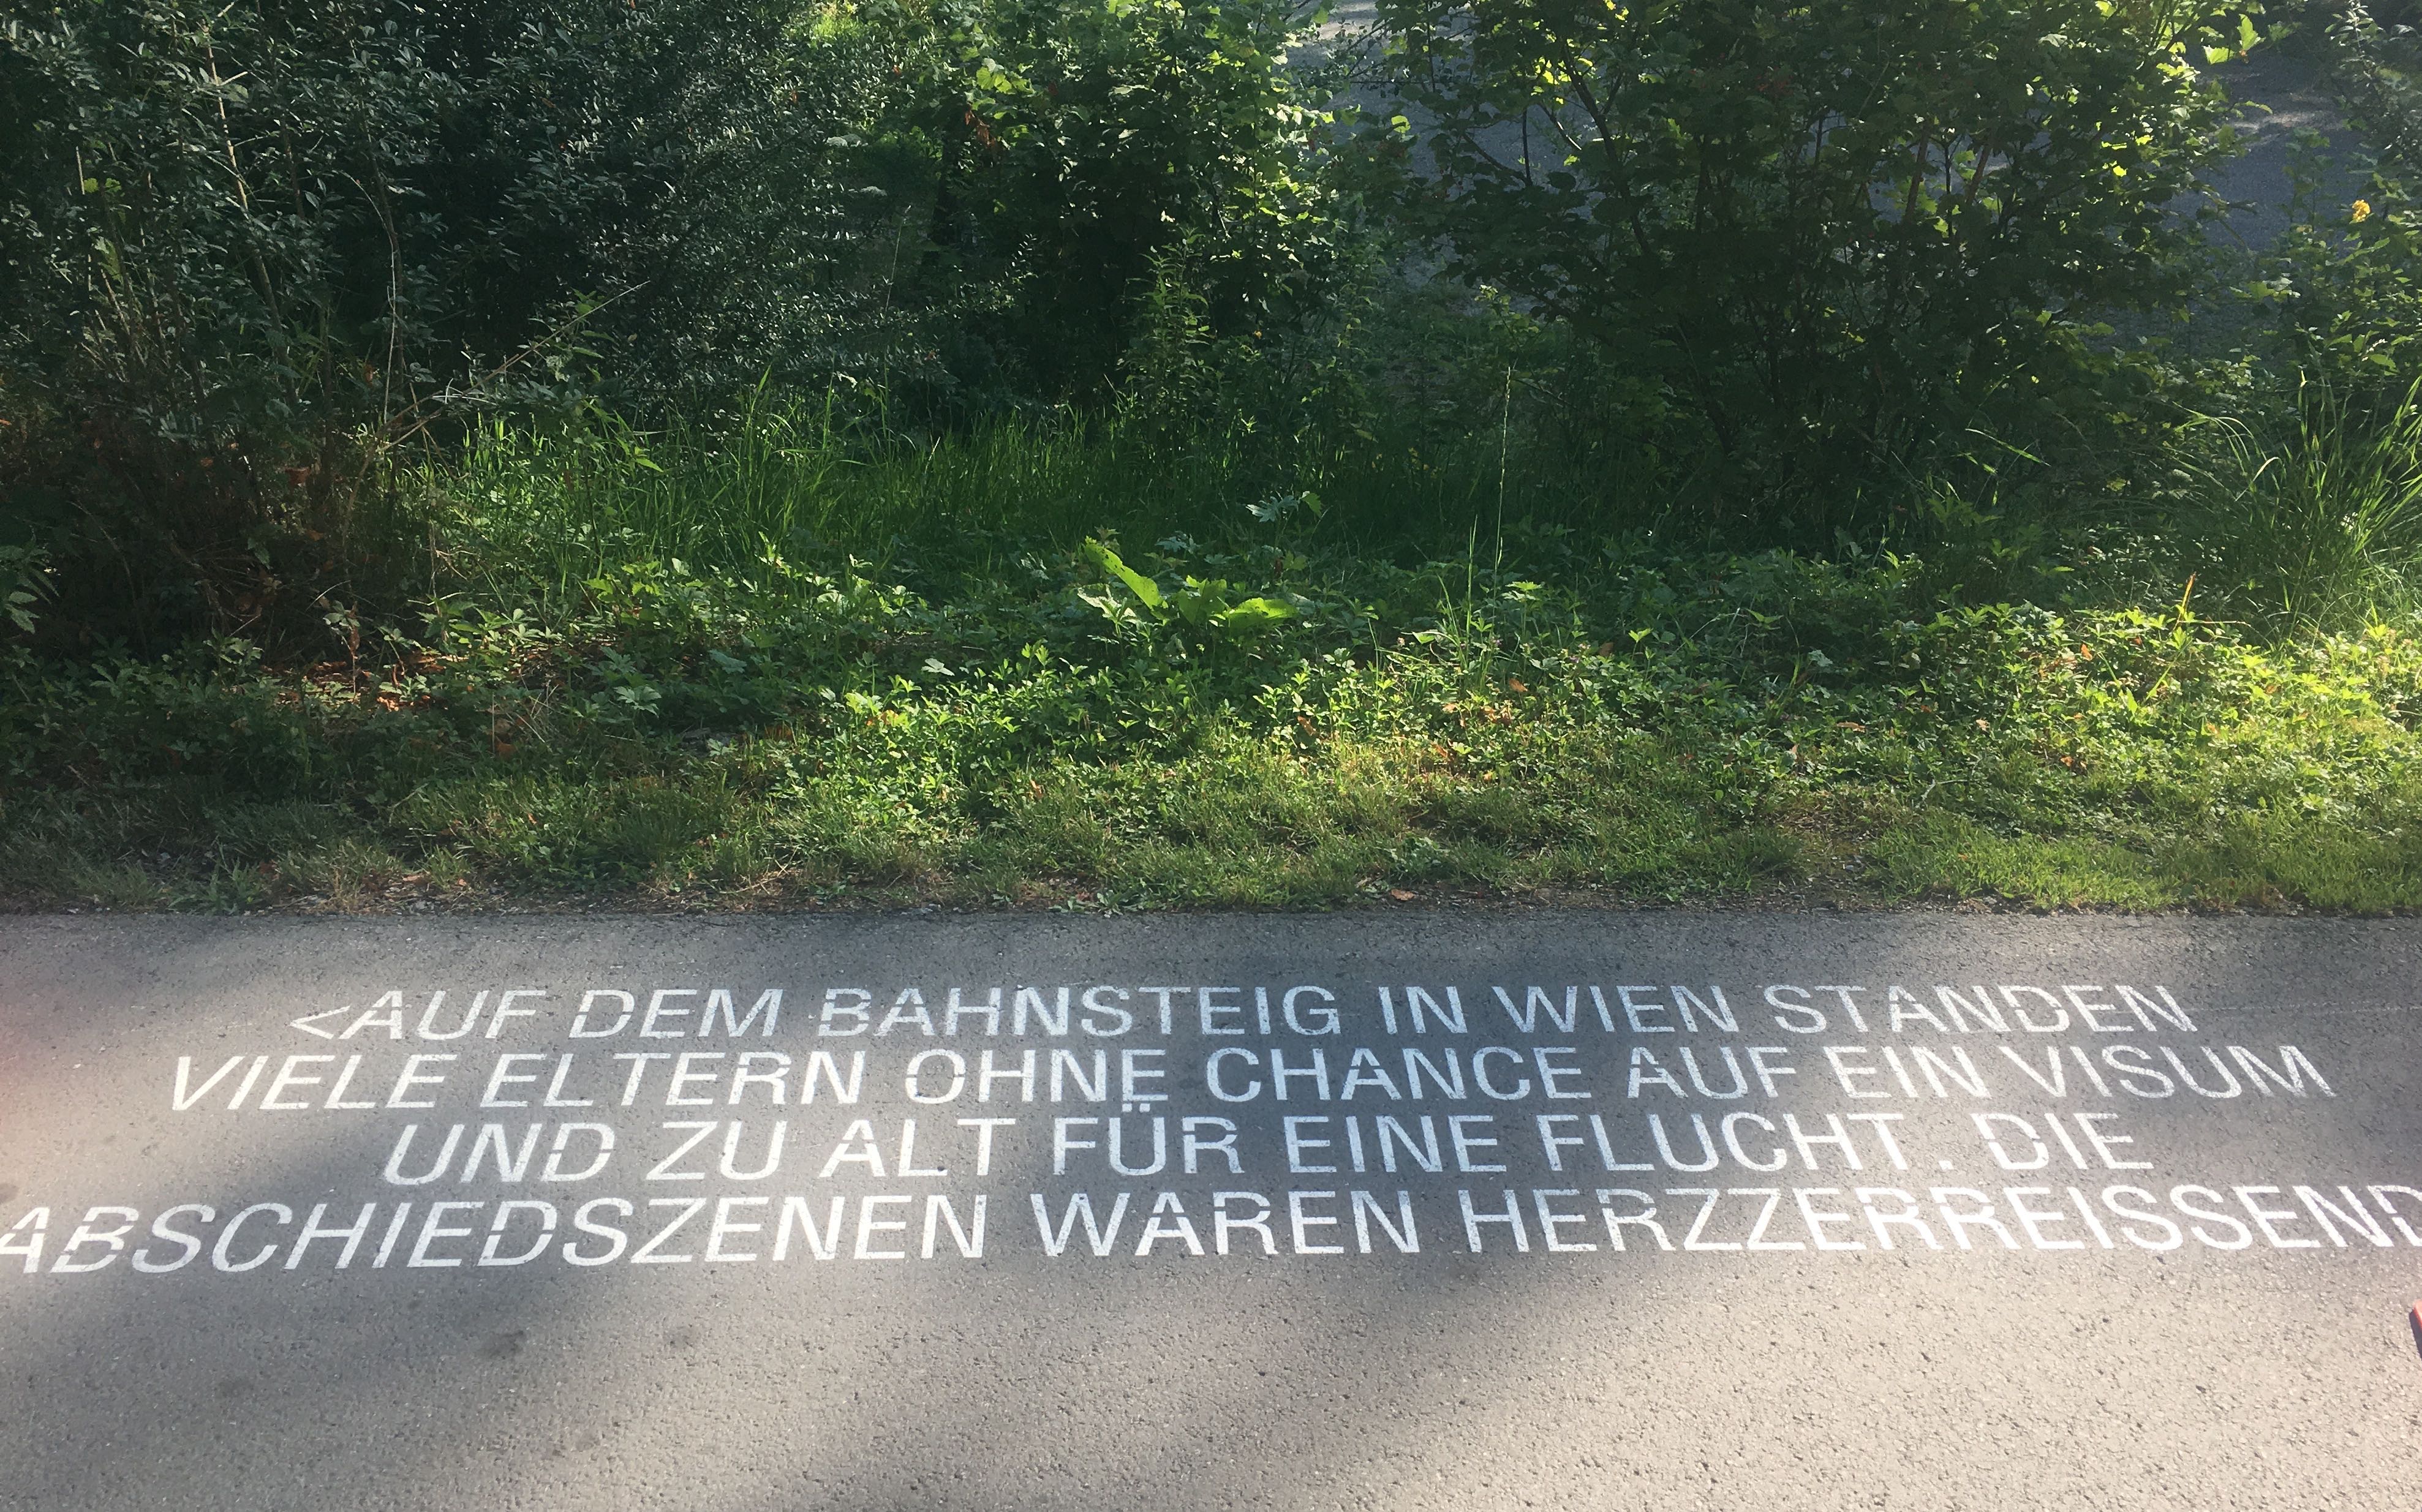 <AUF DEM BAHNSTEIG IN WIEN STANDEN
VIELE ELTERN OHNE CHANCE AUF EIN VISUM
UND ZU ALT FÜR EINE FLUCHT. DIE
ABSCHIEDSZENEN WAREN HERZZERREISSEND